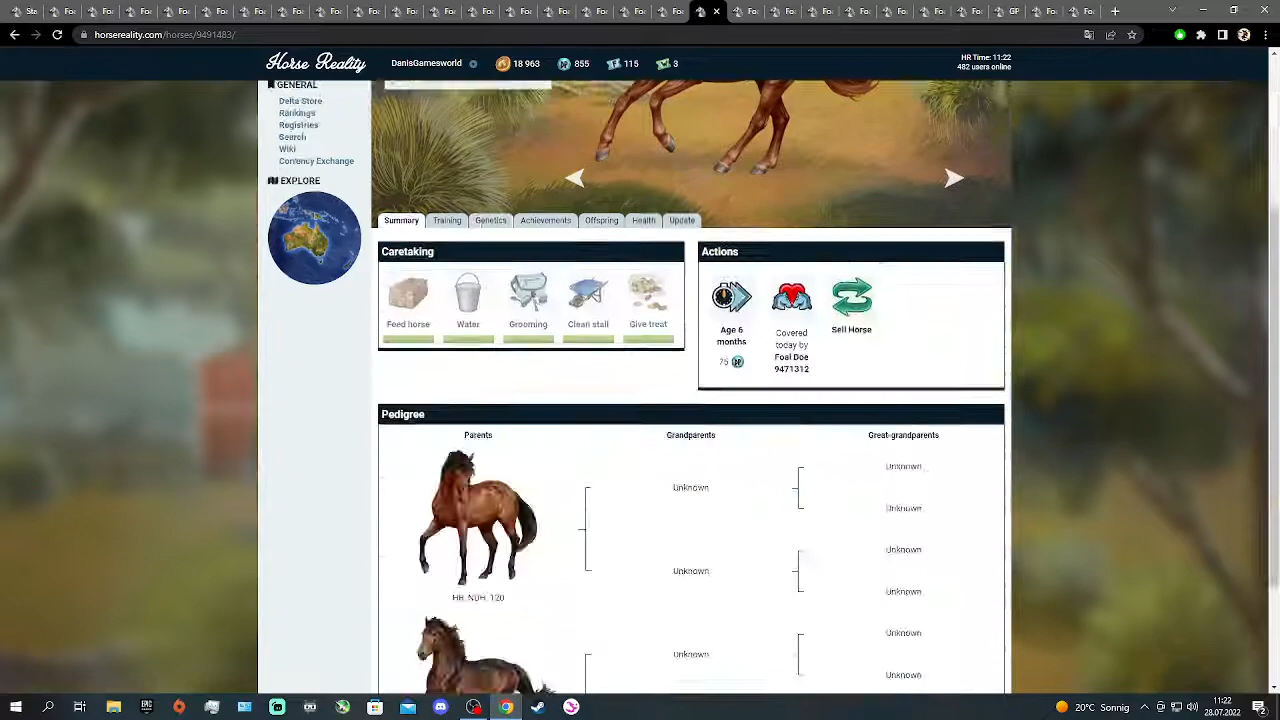 horsereality.com/horses/9491483/
Horse Reality
DanisGamesworld
18 963
855
115
3
HR Time: 11:22
482 users online
GENERAL
Delta Store
Rankings
Registries
Search
Wiki
Currency Exchange
EXPLORE
Summary
Training
Genetics
Achievements
Offspring
Health
Update
Caretaking
Feed horse
Water
Grooming
Clean stall
Give treat
Actions
Age 6
months
75
Covered
today by
Foal Doe
9471312
Sell Horse
Pedigree
Parents
Grandparents
Great-grandparents
HB_NDH_120
Unknown
Unknown
Unknown
Unknown
Unknown
Unknown
Unknown
Unknown
Unknown
20°C Sonnig
11:22
28.07.2022